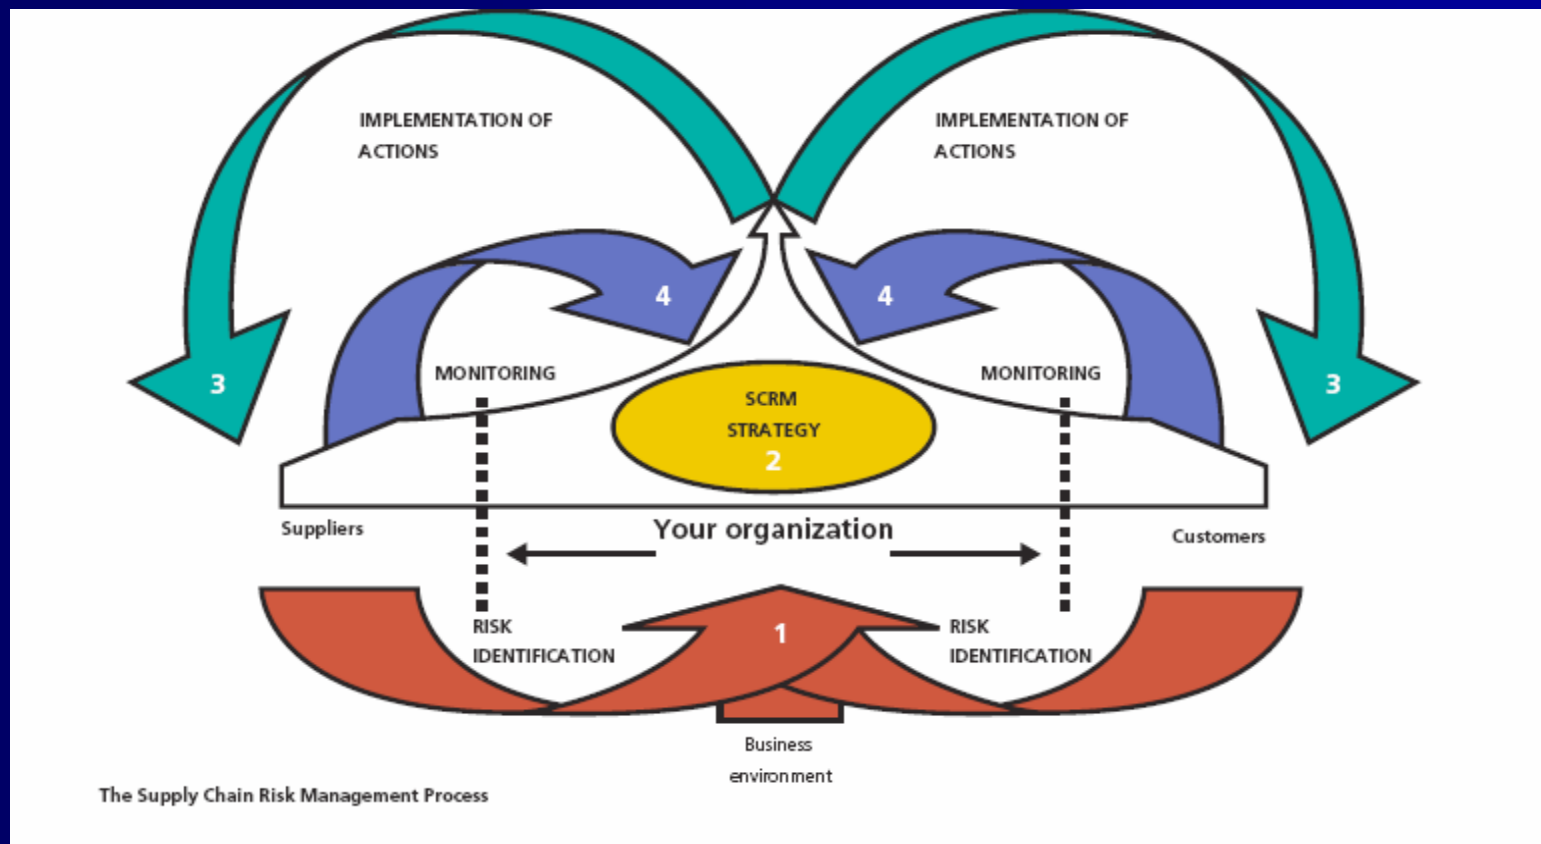 IMPLEMENTATION OF
ACTIONS
IMPLEMENTATION OF
ACTIONS
4
4
3
MONITORING
MONITORING
3
SCRM
STRATEGY
2
Suppliers
Your organization
Customers
RISK
IDENTIFICATION
1
RISK
IDENTIFICATION
Business
environment
The Supply Chain Risk Management Process